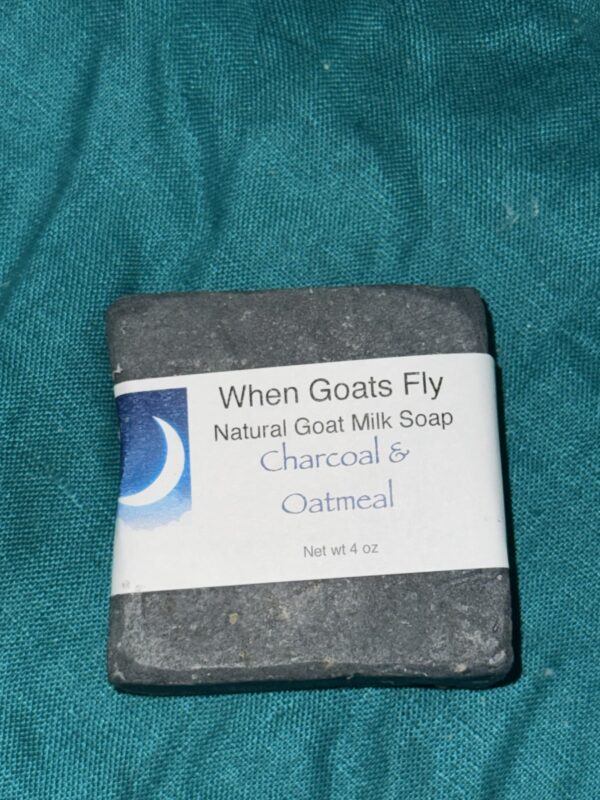 When Goats Fly
Natural Goat Milk Soap
Charcoal &
Oatmeal
Net wt 4 oz